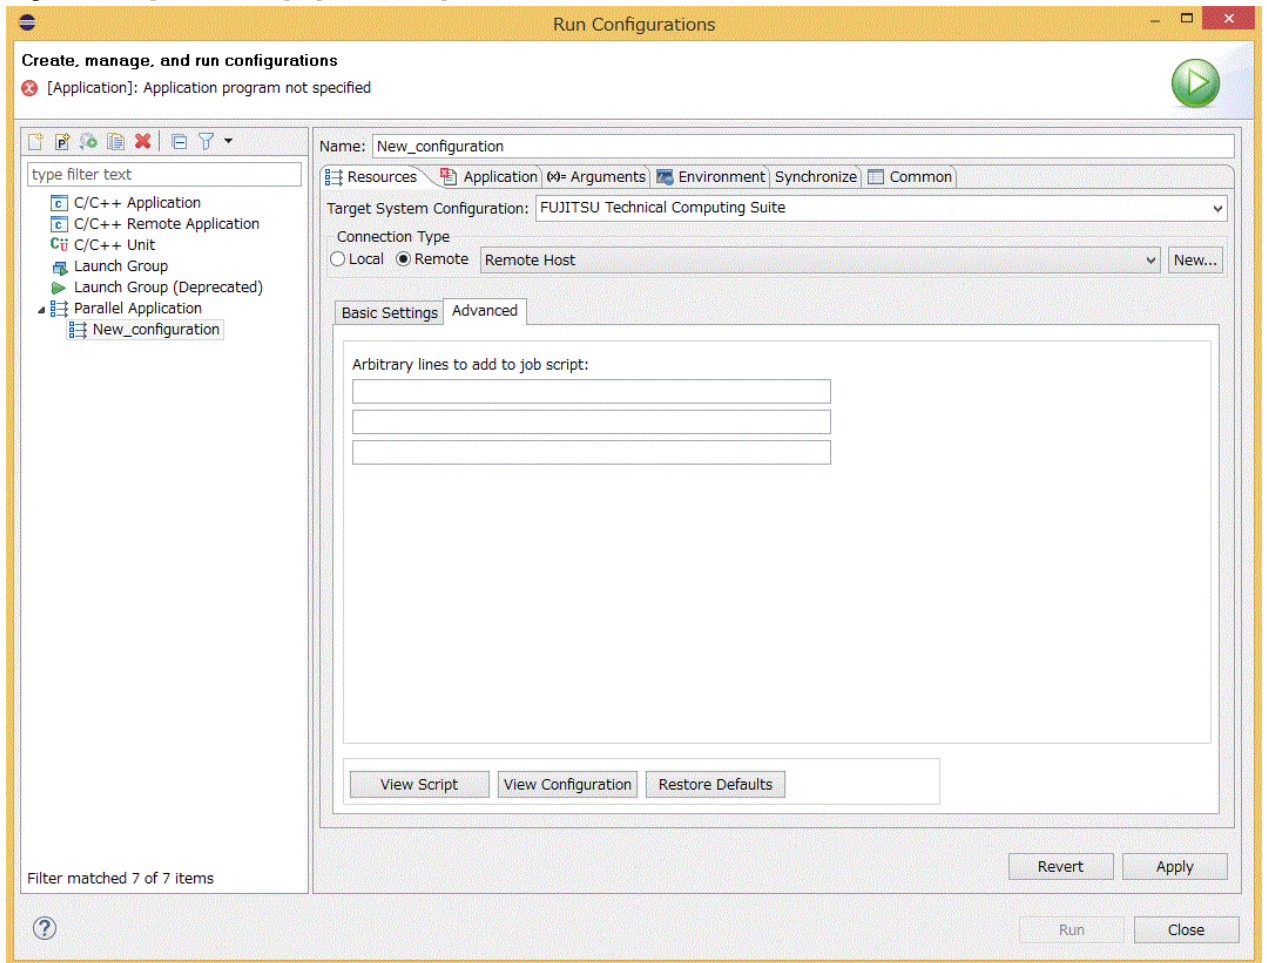 Run Configurations
Create, manage, and run configurations
[Application]: Application program not specified
type filter text
C/C++ Application
C/C++ Remote Application
C/C++ Unit
Launch Group
Launch Group (Deprecated)
Parallel Application
New_configuration
Filter matched 7 of 7 items
Name: New_configuration
Resources Application (x)= Arguments Environment Synchronize Common
Target System Configuration: FUJITSU Technical Computing Suite
Connection Type
Local Remote Remote Host New...
Basic Settings Advanced
Arbitrary lines to add to job script:
View Script View Configuration Restore Defaults
Revert Apply
Run Close